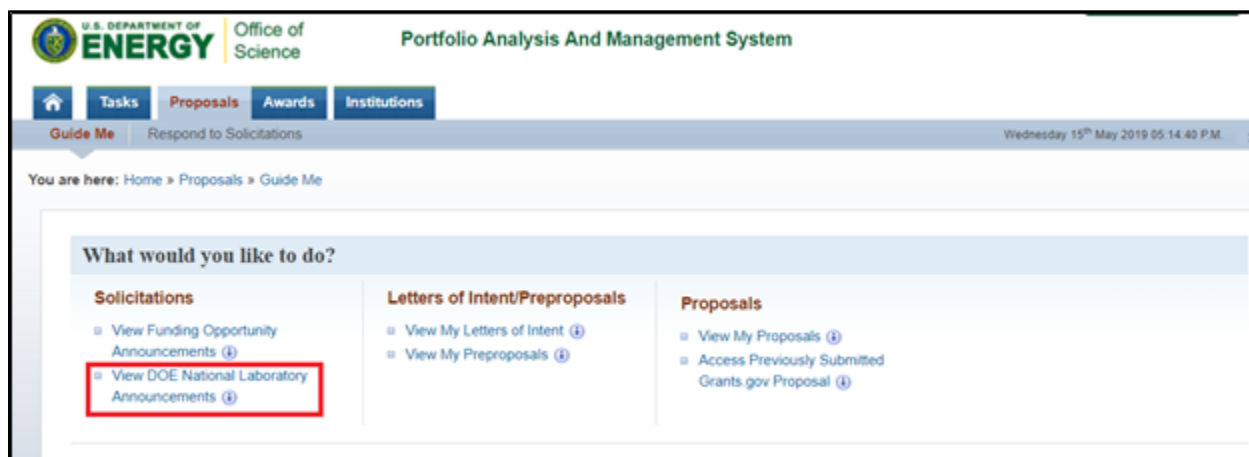 U.S. DEPARTMENT OF
ENERGY
Office of
Science
Portfolio Analysis And Management System
Tasks Proposals Awards Institutions
Guide Me Respond to Solicitations Wednesday 15th May 2019 05:14:40 P.M.
You are here: Home » Proposals » Guide Me
What would you like to do?
Solicitations
View Funding Opportunity
Announcements
View DOE National Laboratory
Announcements
Letters of Intent/Preproposals
View My Letters of Intent
View My Preproposals
Proposals
View My Proposals
Access Previously Submitted
Grants.gov Proposal